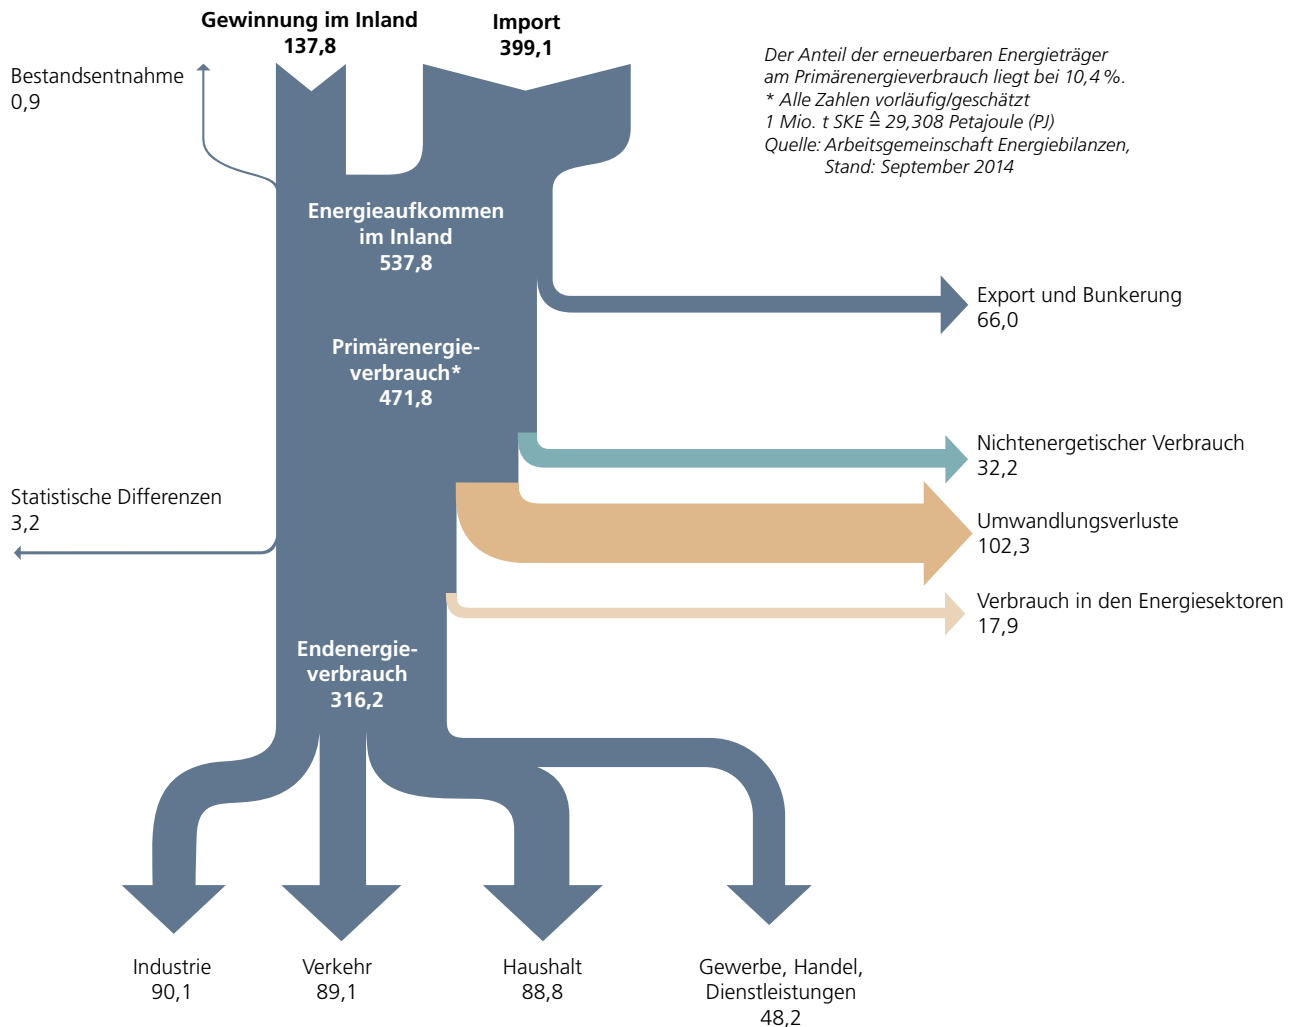 Gewinnung im Inland
137,8
Import
399,1
Bestandsentnahme
0,9
Der Anteil der erneuerbaren Energieträger
am Primärenergieverbrauch liegt bei 10,4 %.
* Alle Zahlen vorläufig/geschätzt
1 Mio. t SKE ≙ 29,308 Petajoule (PJ)
Quelle: Arbeitsgemeinschaft Energiebilanzen,
Stand: September 2014
Energieaufkommen
im Inland
537,8
Export und Bunkerung
66,0
Primärenergie-
verbrauch*
471,8
Nichtenergetischer Verbrauch
32,2
Statistische Differenzen
3,2
Umwandlungsverluste
102,3
Verbrauch in den Energiesektoren
17,9
Endenergie-
verbrauch
316,2
Industrie
90,1
Verkehr
89,1
Haushalt
88,8
Gewerbe, Handel,
Dienstleistungen
48,2